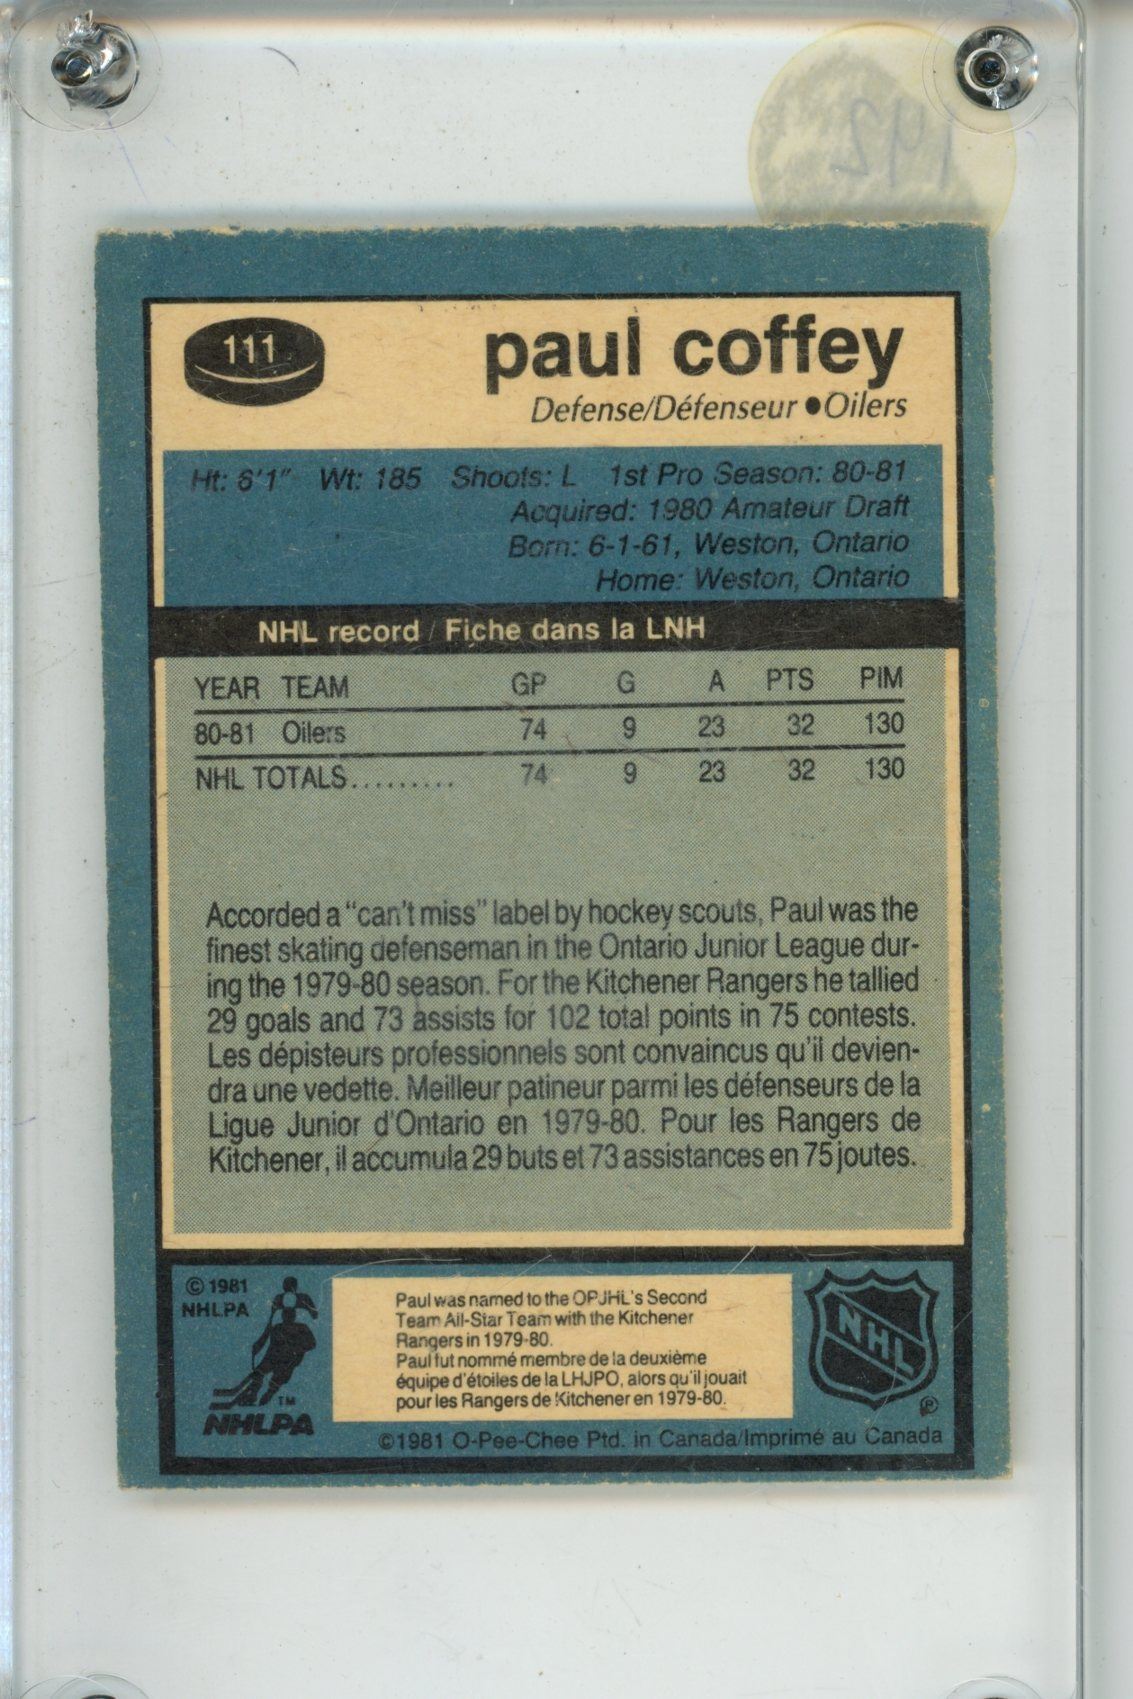 142
111
paul coffey
Defense/Défenseur ● Oilers
Ht: 6'1" Wt: 185 Shoots: L 1st Pro Season: 80-81
Acquired: 1980 Amateur Draft
Born: 6-1-61, Weston, Ontario
Home: Weston, Ontario
NHL record / Fiche dans la LNH
YEAR TEAM GP G A PTS PIM
80-81 Oilers 74 9 23 32 130
NHL TOTALS......... 74 9 23 32 130
Accorded a "can't miss" label by hockey scouts, Paul was the
finest skating defenseman in the Ontario Junior League dur-
ing the 1979-80 season. For the Kitchener Rangers he tallied
29 goals and 73 assists for 102 total points in 75 contests.
Les dépisteurs professionnels sont convaincus qu'il devien-
dra une vedette. Meilleur patineur parmi les défenseurs de la
Ligue Junior d'Ontario en 1979-80. Pour les Rangers de
Kitchener, il accumula 29 buts et 73 assistances en 75 joutes.
© 1981
NHLPA
TM
NHLPA
Paul was named to the OPJHL's Second
Team All-Star Team with the Kitchener
Rangers in 1979-80.
Paul fut nommé membre de la deuxième
équipe d'étoiles de la LHJPO, alors qu'il jouait
pour les Rangers de Kitchener en 1979-80.
NHL
®
©1981 O-Pee-Chee Ptd. in Canada/Imprimé au Canada